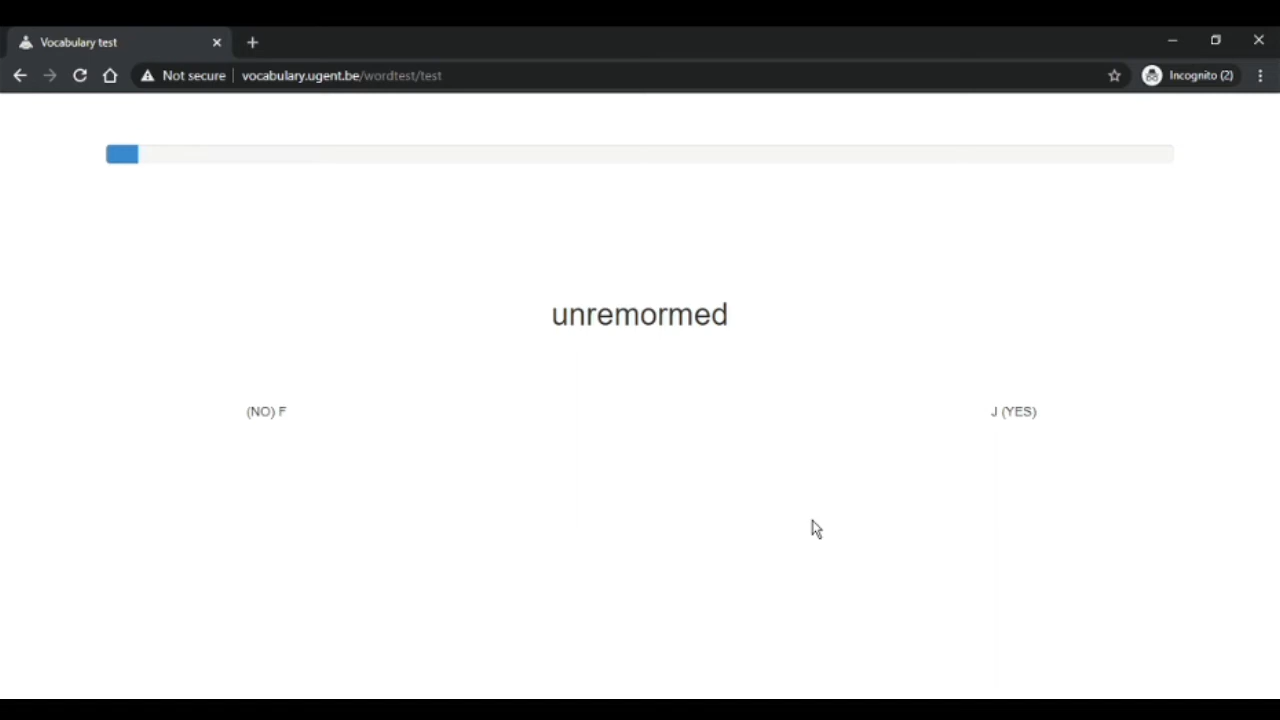 Vocabulary test
Not secure vocabulary.ugent.be/wordtest/test Incognito (2)
unremormed
(NO) F J (YES)